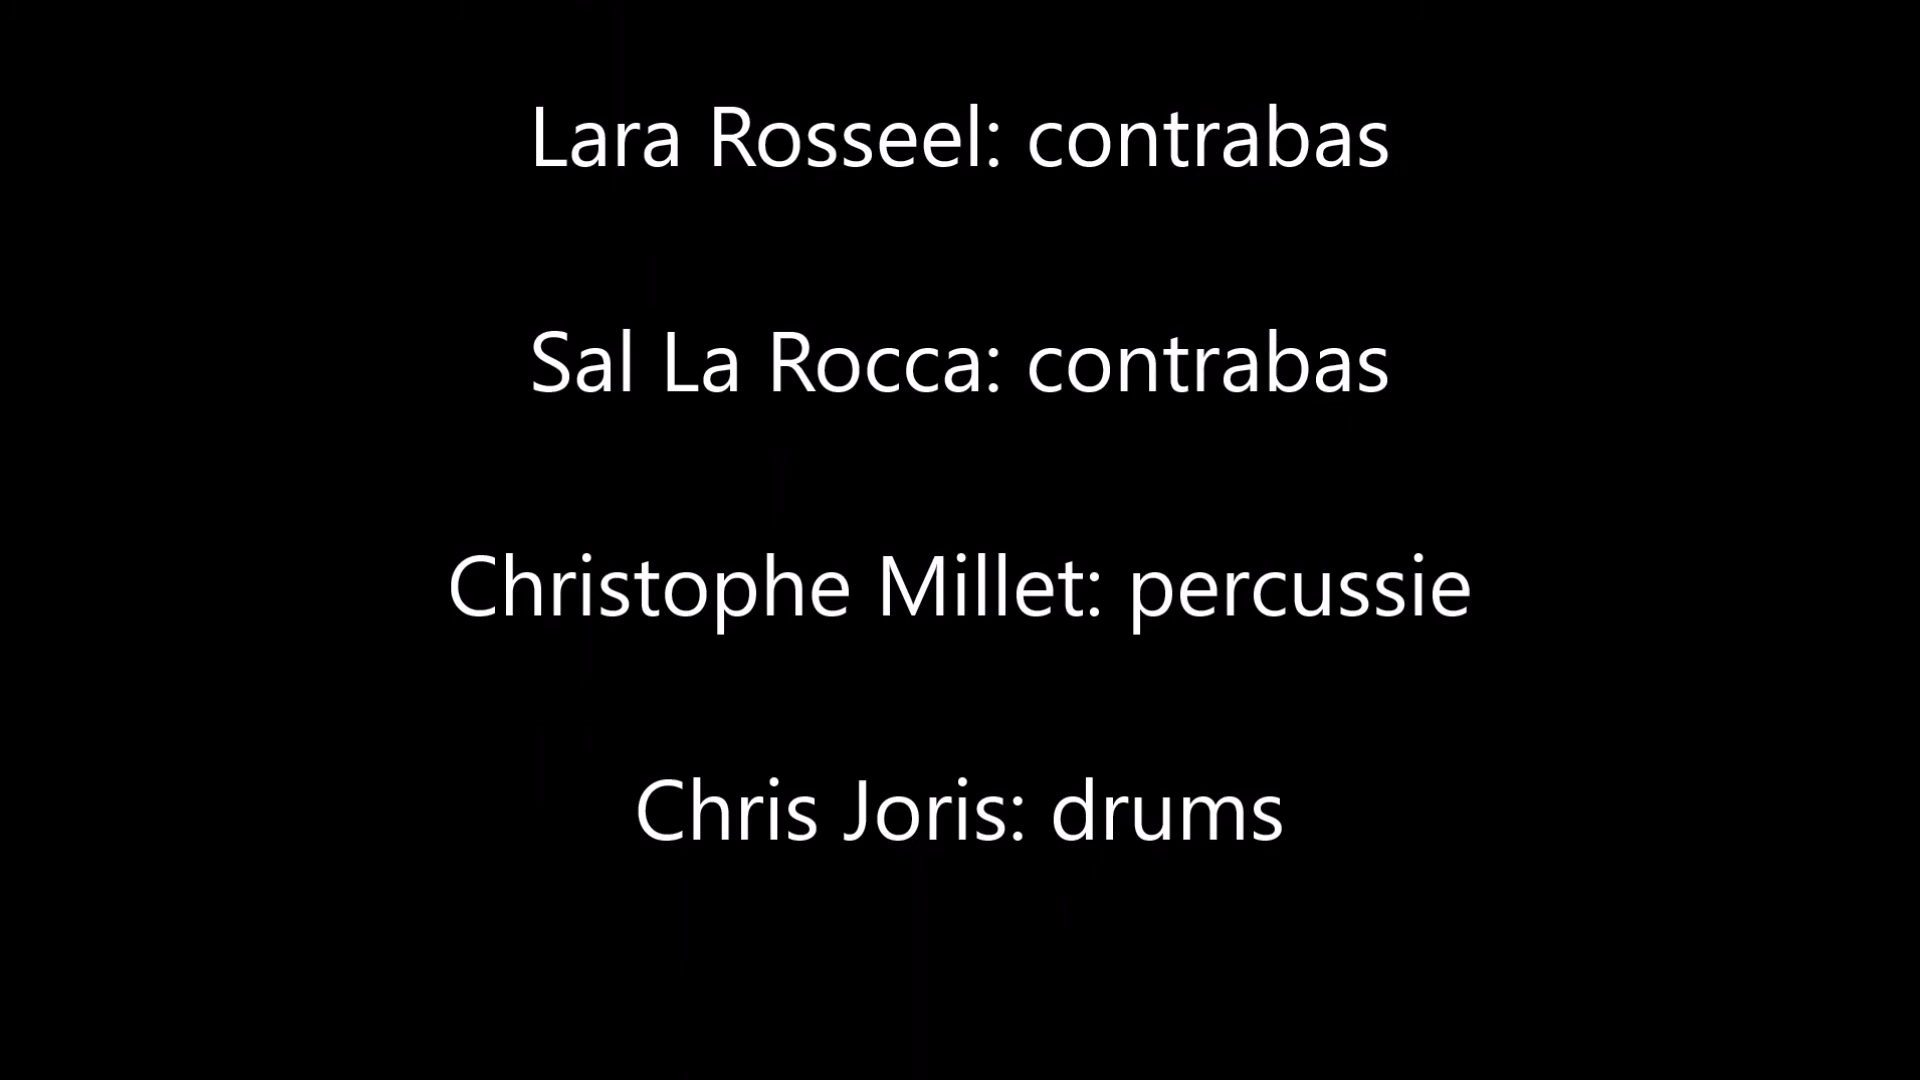 Lara Rosseel: contrabas
Sal La Rocca: contrabas
Christophe Millet: percussie
Chris Joris: drums